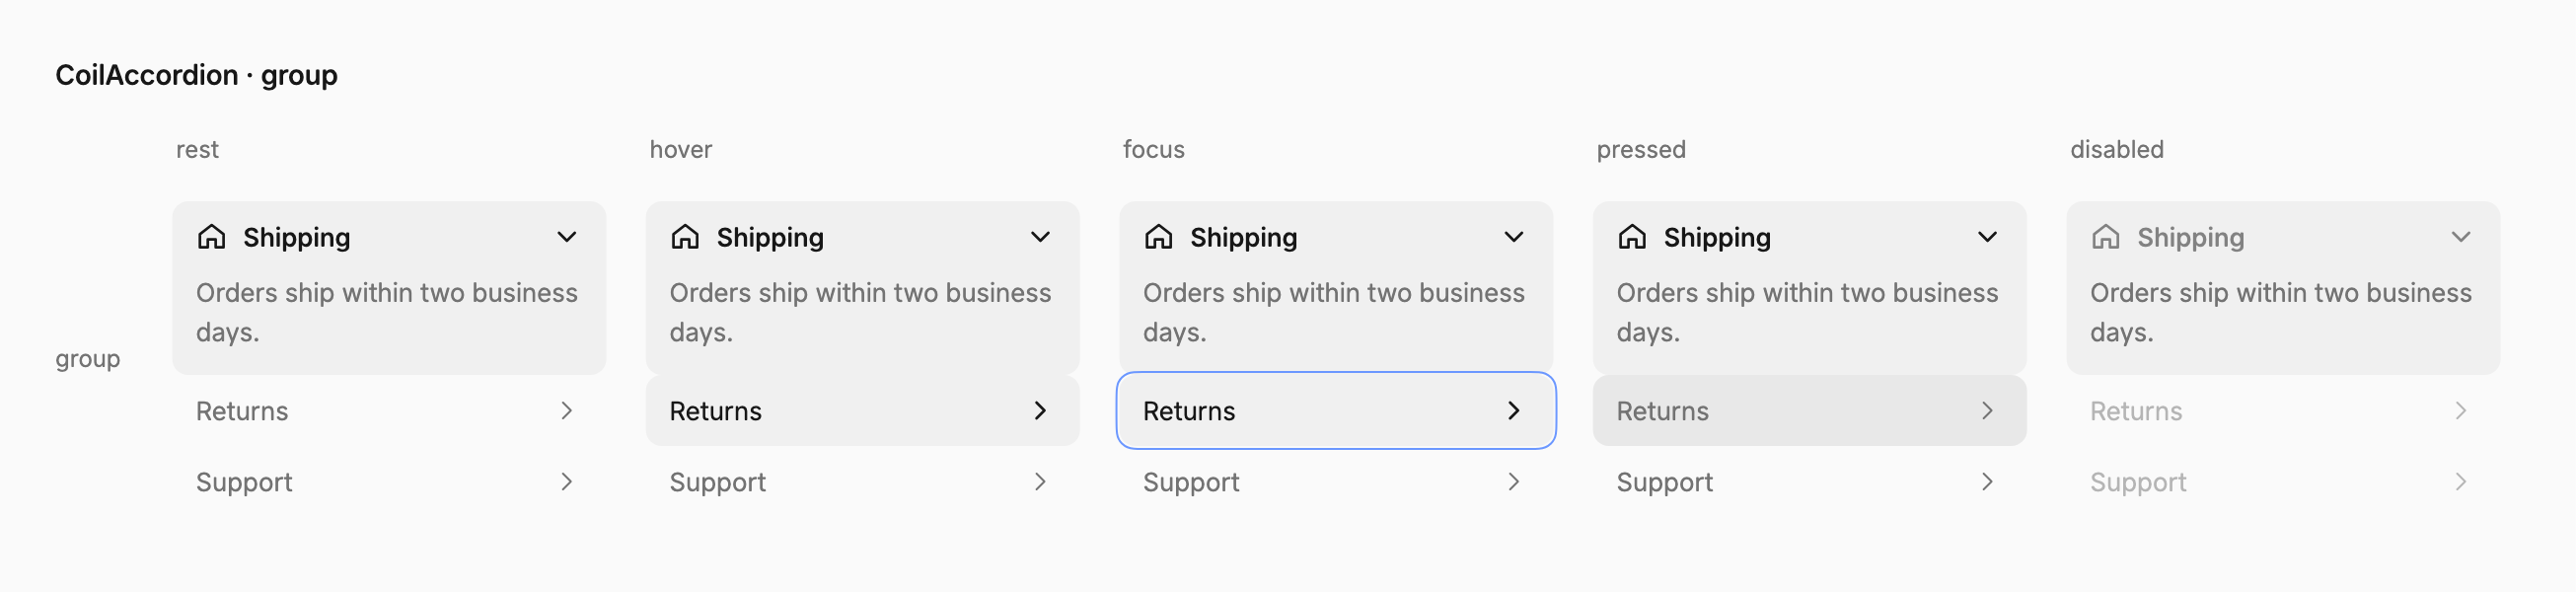 CoilAccordion · group
rest
hover
focus
pressed
disabled
group
Shipping
Orders ship within two business
days.
Returns
Support
Shipping
Orders ship within two business
days.
Returns
Support
Shipping
Orders ship within two business
days.
Returns
Support
Shipping
Orders ship within two business
days.
Returns
Support
Shipping
Orders ship within two business
days.
Returns
Support